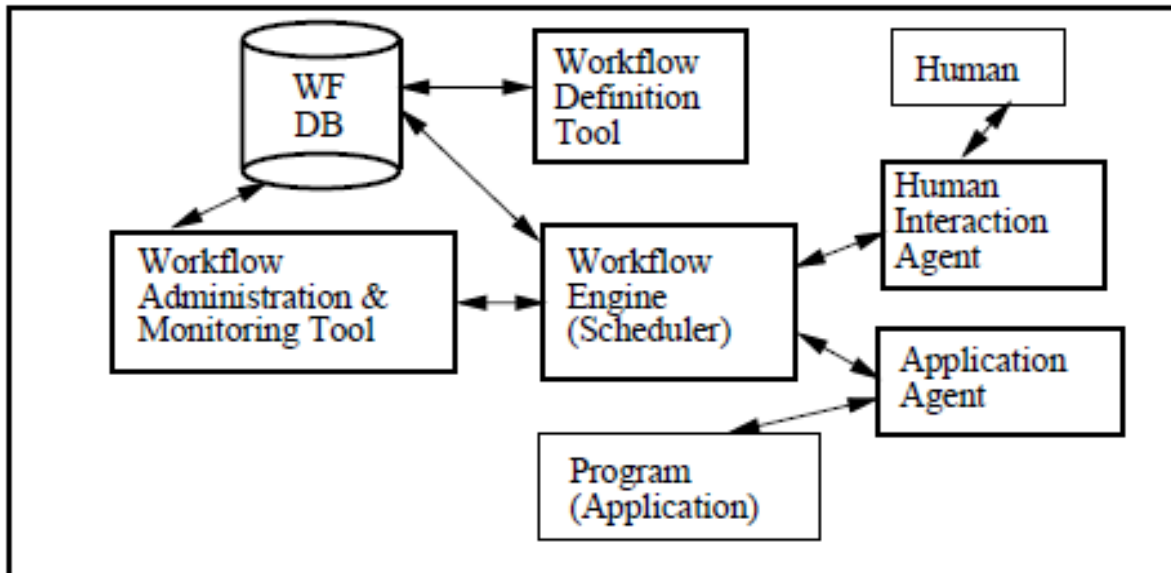 WF
DB
Workflow
Definition
Tool
Human
Human
Interaction
Agent
Workflow
Administration &
Monitoring Tool
Workflow
Engine
(Scheduler)
Application
Agent
Program
(Application)